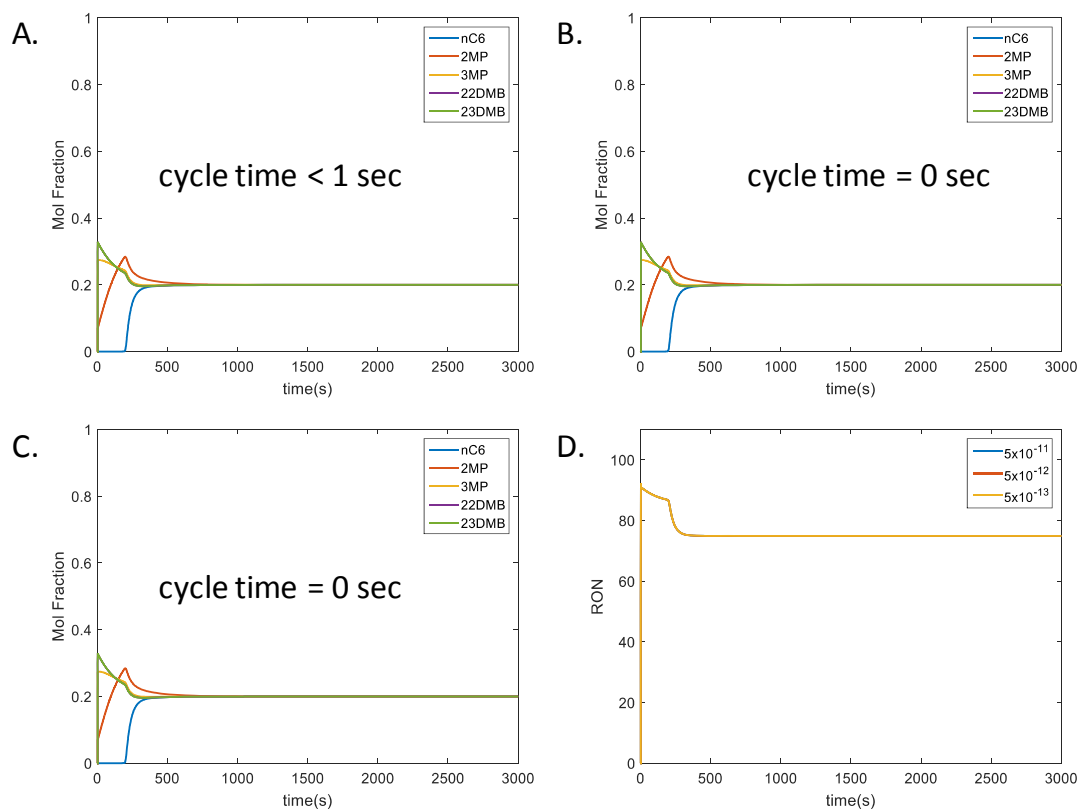 A.
1
0.8
0.6
0.4
0.2
0
Mol Fraction
nC6
2MP
3MP
22DMB
23DMB
cycle time < 1 sec
0 500 1000 1500 2000 2500 3000
time(s)
B.
1
0.8
0.6
0.4
0.2
0
Mol Fraction
nC6
2MP
3MP
22DMB
23DMB
cycle time = 0 sec
0 500 1000 1500 2000 2500 3000
time(s)
C.
1
0.8
0.6
0.4
0.2
0
Mol Fraction
nC6
2MP
3MP
22DMB
23DMB
cycle time = 0 sec
0 500 1000 1500 2000 2500 3000
time(s)
D.
100
80
60
40
20
0
RON
5x10⁻¹¹
5x10⁻¹²
5x10⁻¹³
0 500 1000 1500 2000 2500 3000
time(s)